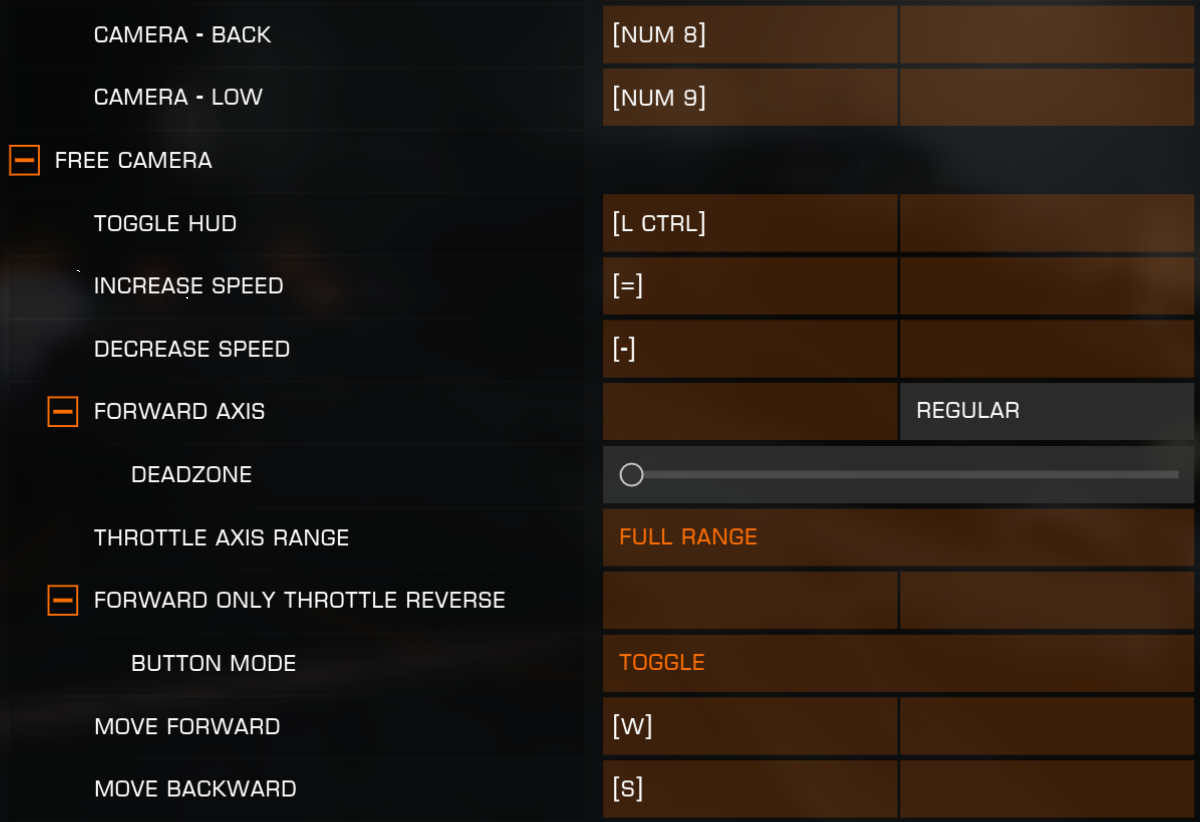 CAMERA - BACK [NUM 8]
CAMERA - LOW [NUM 9]
FREE CAMERA
TOGGLE HUD [L CTRL]
INCREASE SPEED [=]
DECREASE SPEED [-]
FORWARD AXIS REGULAR
DEADZONE
THROTTLE AXIS RANGE FULL RANGE
FORWARD ONLY THROTTLE REVERSE
BUTTON MODE TOGGLE
MOVE FORWARD [W]
MOVE BACKWARD [S]